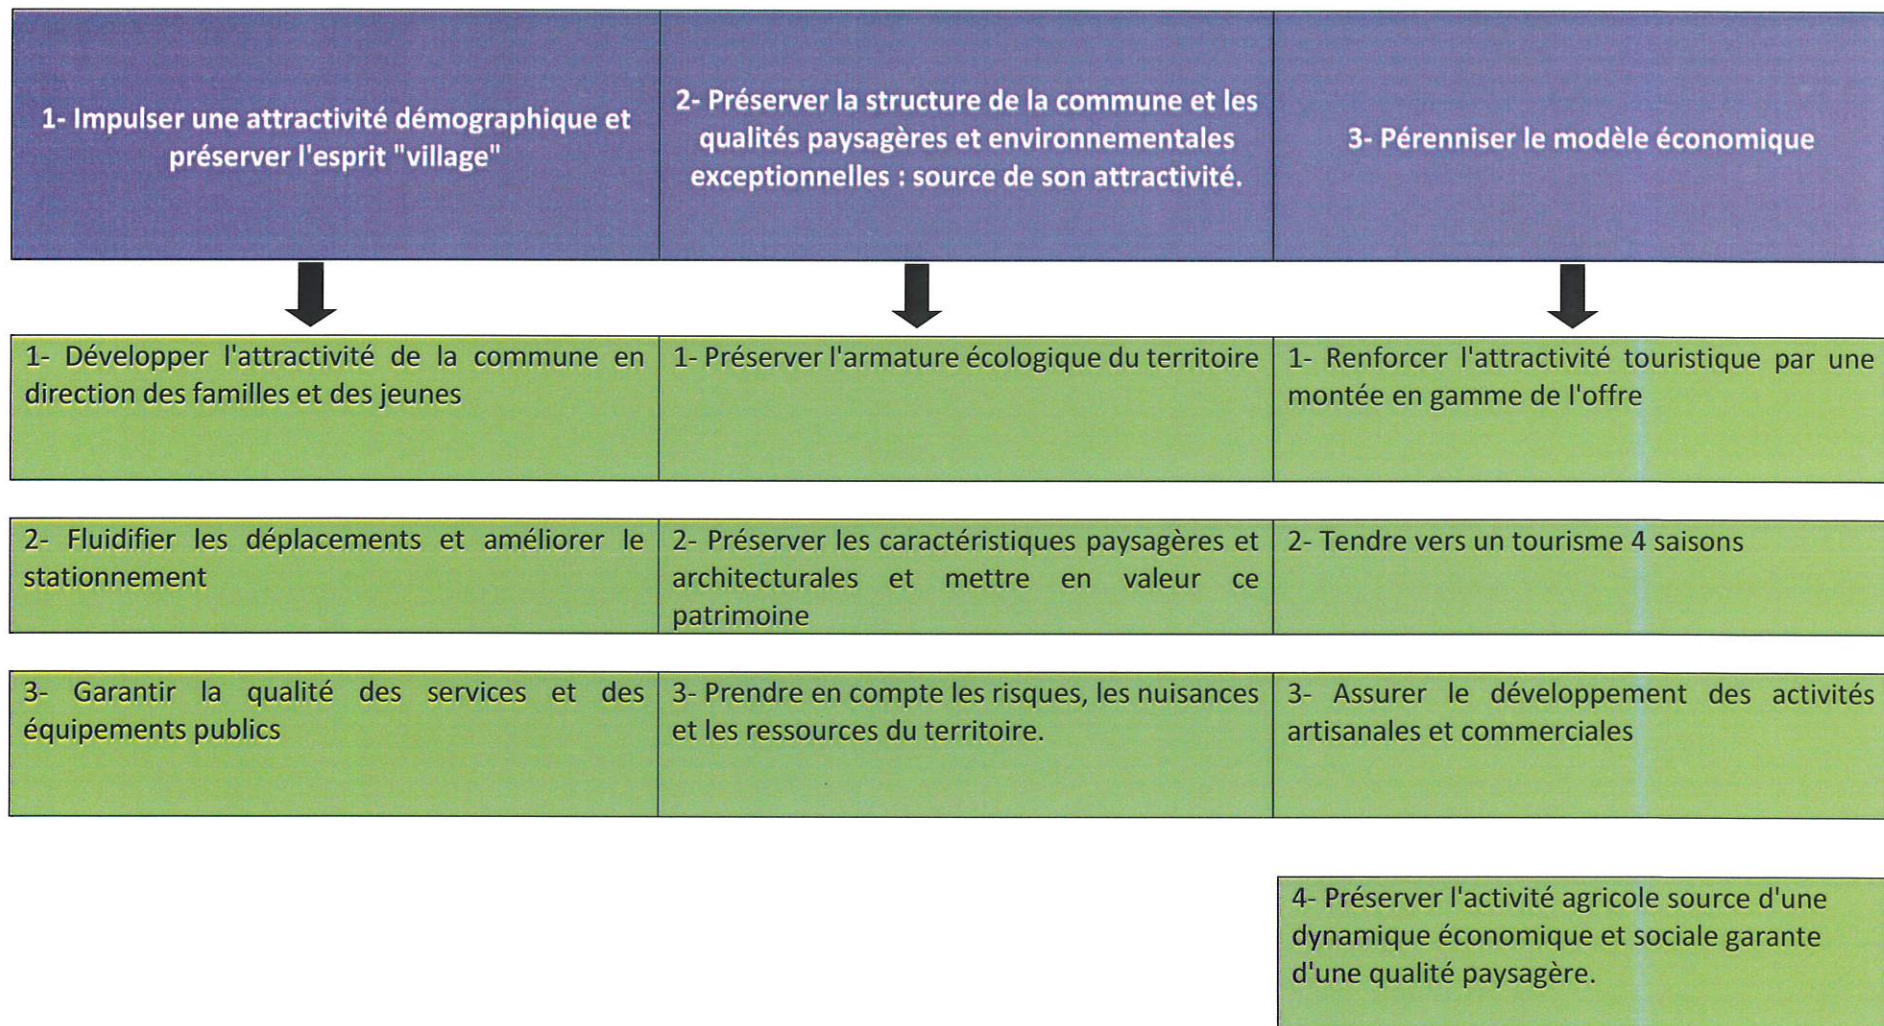 1- Impulser une attractivité démographique et
préserver l'esprit "village"
2- Préserver la structure de la commune et les
qualités paysagères et environnementales
exceptionnelles : source de son attractivité.
3- Pérenniser le modèle économique
1- Développer l'attractivité de la commune en
direction des familles et des jeunes
1- Préserver l'armature écologique du territoire
1- Renforcer l'attractivité touristique par une
montée en gamme de l'offre
2- Fluidifier les déplacements et améliorer le
stationnement
2- Préserver les caractéristiques paysagères et
architecturales et mettre en valeur ce
patrimoine
2- Tendre vers un tourisme 4 saisons
3- Garantir la qualité des services et des
équipements publics
3- Prendre en compte les risques, les nuisances
et les ressources du territoire.
3- Assurer le développement des activités
artisanales et commerciales
4- Préserver l'activité agricole source d'une
dynamique économique et sociale garante
d'une qualité paysagère.